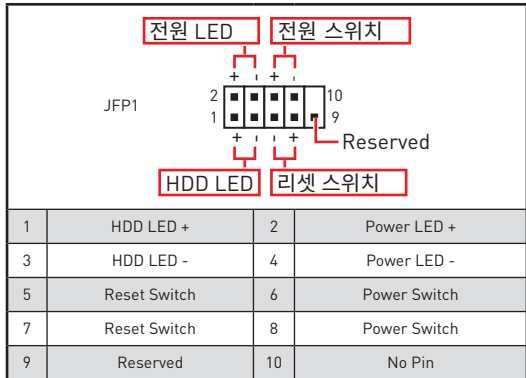 전원 LED 전원 스위치
+ - + -
JFP1
2 10
1 9
+ - - +
Reserved
HDD LED 리셋 스위치
1 HDD LED + 2 Power LED +
3 HDD LED - 4 Power LED -
5 Reset Switch 6 Power Switch
7 Reset Switch 8 Power Switch
9 Reserved 10 No Pin